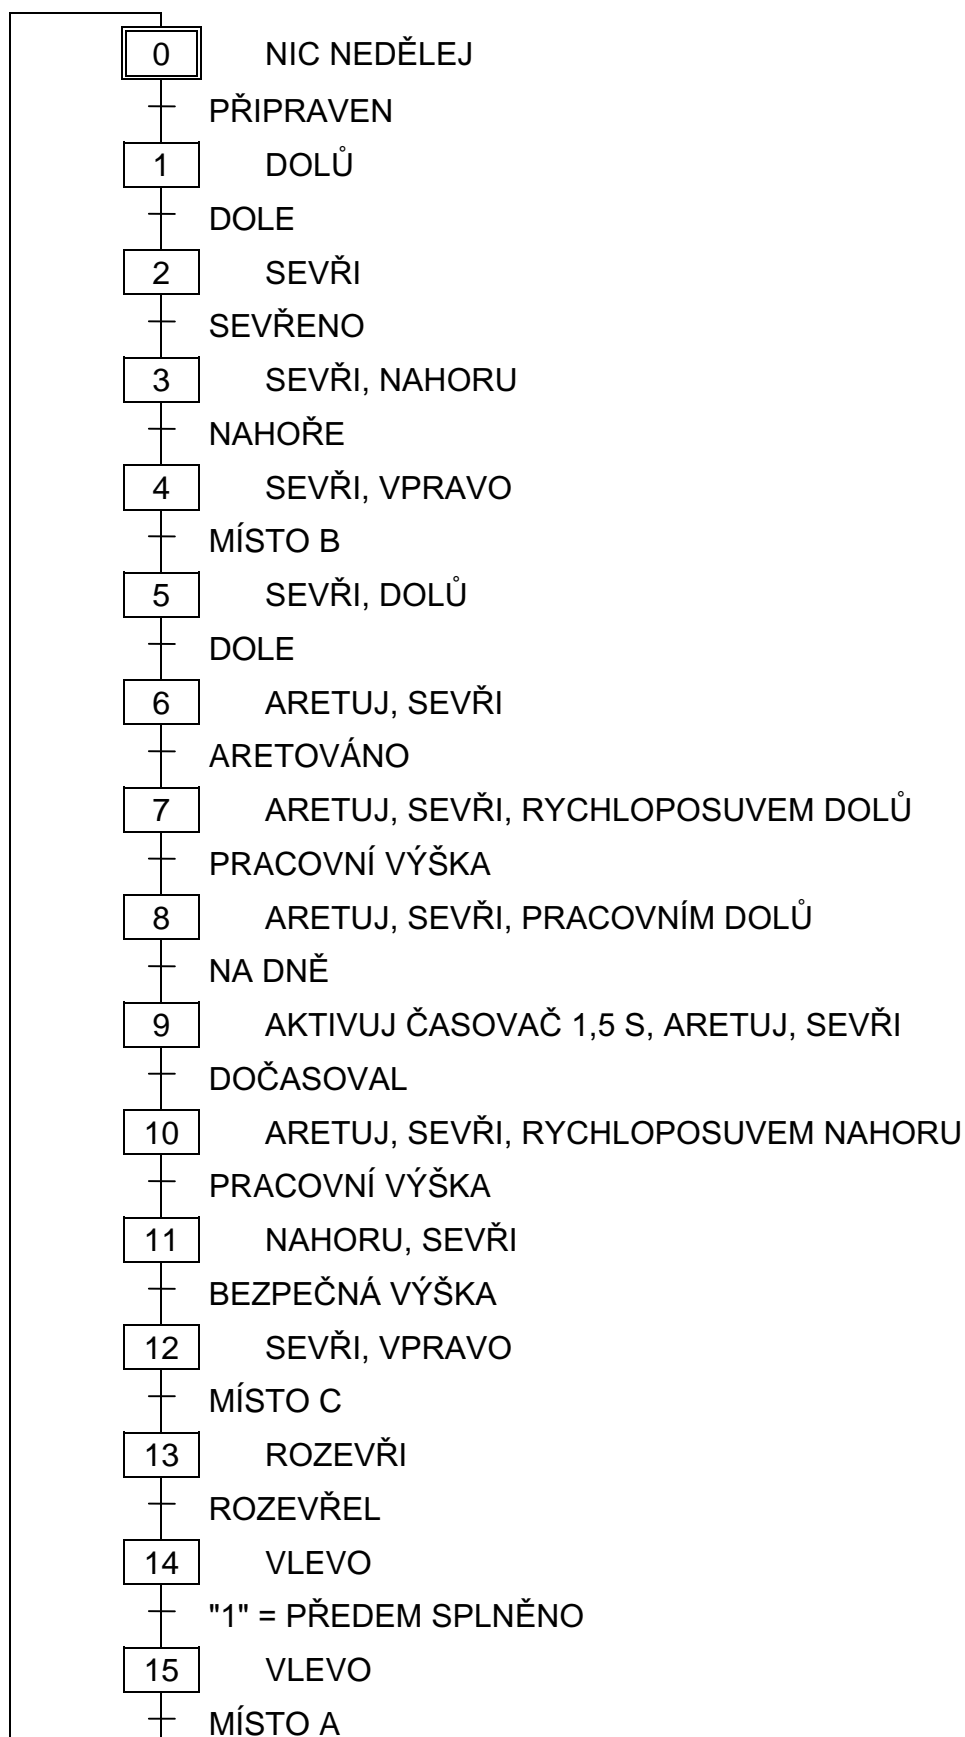 0 NIC NEDĚLEJ
PŘIPRAVEN
1 DOLŮ
DOLE
2 SEVŘI
SEVŘENO
3 SEVŘI, NAHORU
NAHOŘE
4 SEVŘI, VPRAVO
MÍSTO B
5 SEVŘI, DOLŮ
DOLE
6 ARETUJ, SEVŘI
ARETOVÁNO
7 ARETUJ, SEVŘI, RYCHLOPOSUVEM DOLŮ
PRACOVNÍ VÝŠKA
8 ARETUJ, SEVŘI, PRACOVNÍM DOLŮ
NA DNĚ
9 AKTIVUJ ČASOVAČ 1,5 S, ARETUJ, SEVŘI
DOČASOVAL
10 ARETUJ, SEVŘI, RYCHLOPOSUVEM NAHORU
PRACOVNÍ VÝŠKA
11 NAHORU, SEVŘI
BEZPEČNÁ VÝŠKA
12 SEVŘI, VPRAVO
MÍSTO C
13 ROZEVŘI
ROZEVŘEL
14 VLEVO
"1" = PŘEDEM SPLNĚNO
15 VLEVO
MÍSTO A